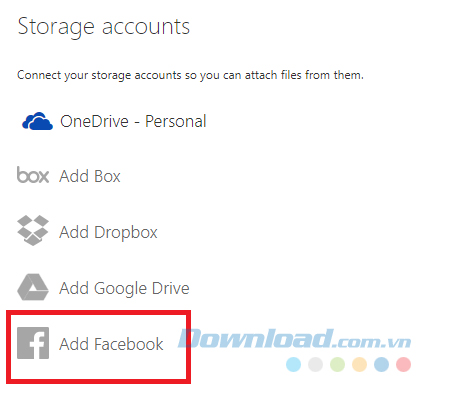 Storage accounts
Connect your storage accounts so you can attach files from them.
OneDrive - Personal
box Add Box
Add Dropbox
Add Google Drive
f Add Facebook
Download.com.vn